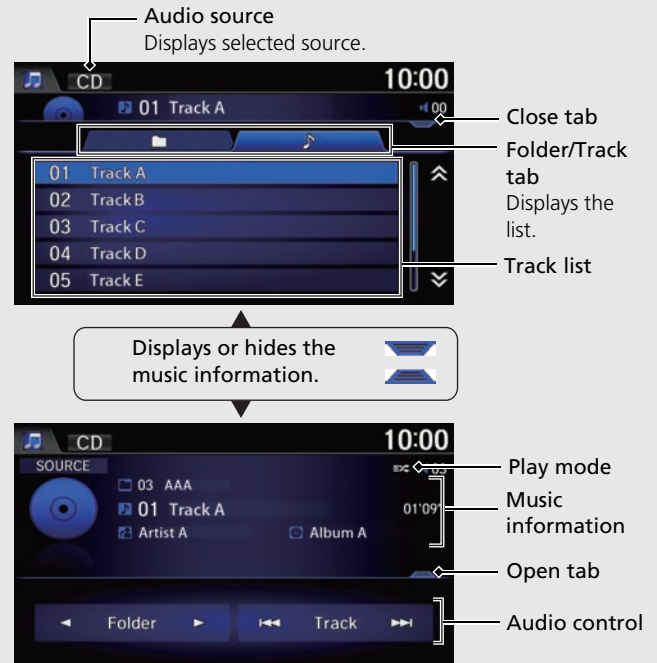 Audio source
Displays selected source.
CD
10:00
01 Track A
00
Close tab
Folder/Track
tab
Displays the
list.
01 Track A
02 Track B
03 Track C
04 Track D
05 Track E
Track list
Displays or hides the
music information.
CD
10:00
SOURCE
03 AAA
01 Track A
01'09"
Artist A
Album A
Play mode
Music
information
Open tab
Folder
Track
Audio control